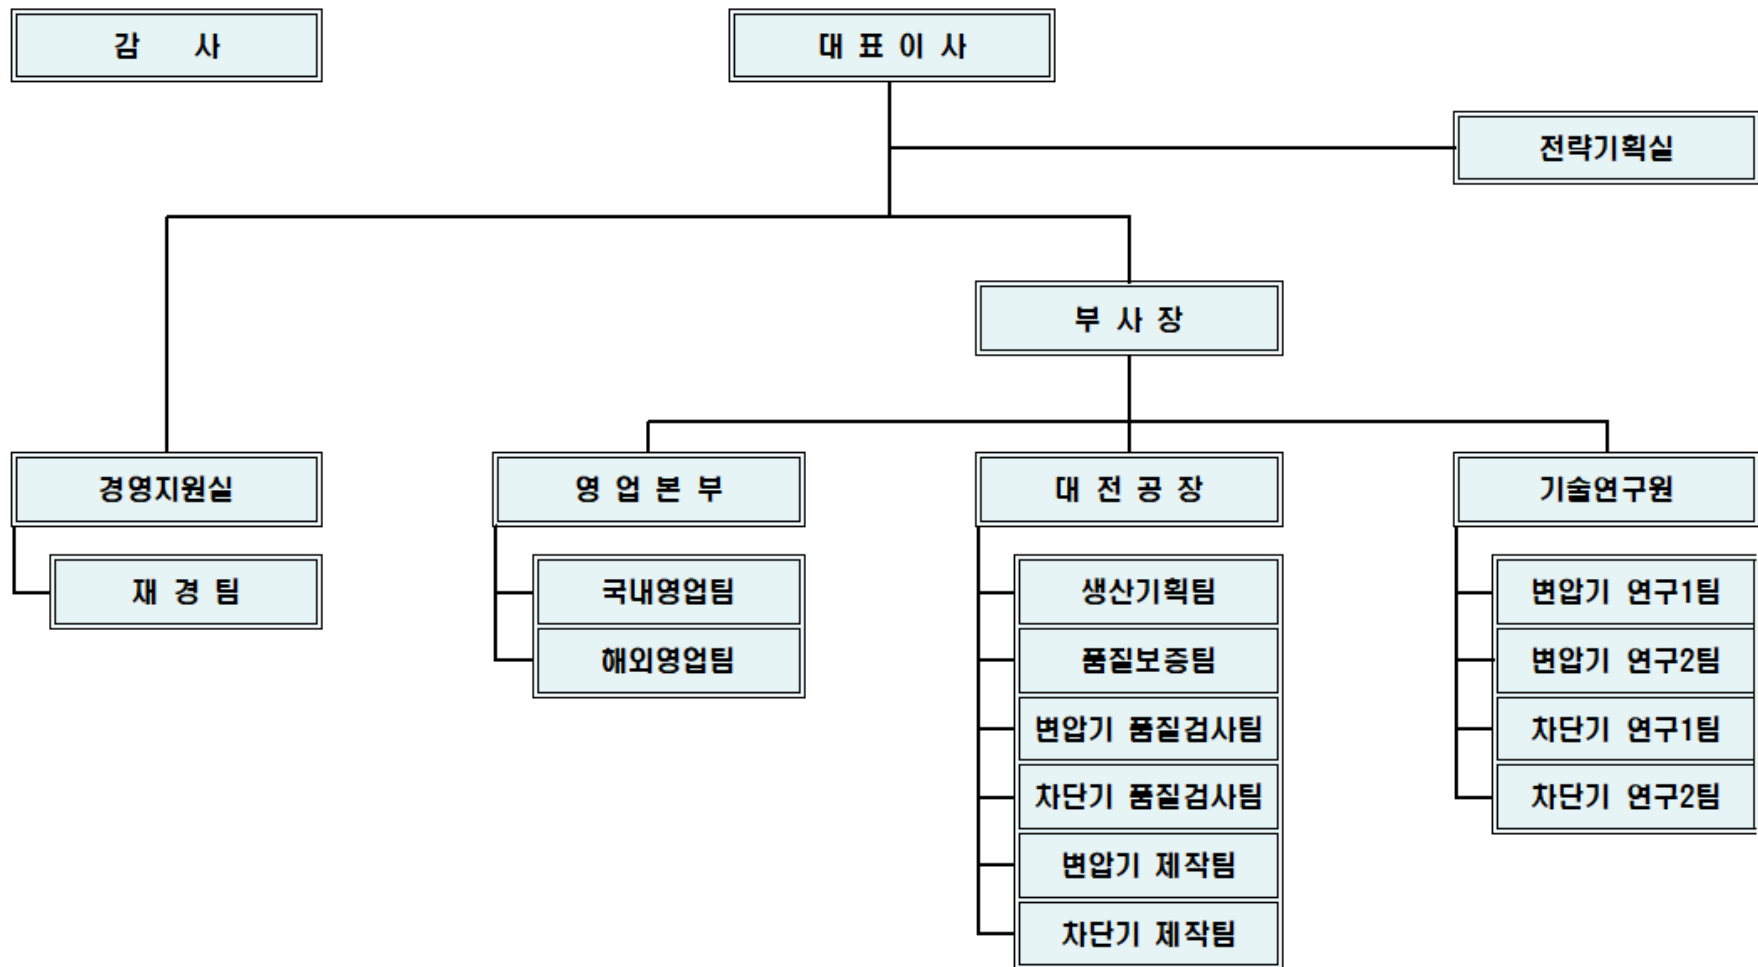 감 사
대 표 이 사
전략기획실
부 사 장
경영지원실
영 업 본 부
대 전 공 장
기술연구원
재 경 팀
국내영업팀
해외영업팀
생산기획팀
품질보증팀
변압기 품질검사팀
차단기 품질검사팀
변압기 제작팀
차단기 제작팀
변압기 연구1팀
변압기 연구2팀
차단기 연구1팀
차단기 연구2팀